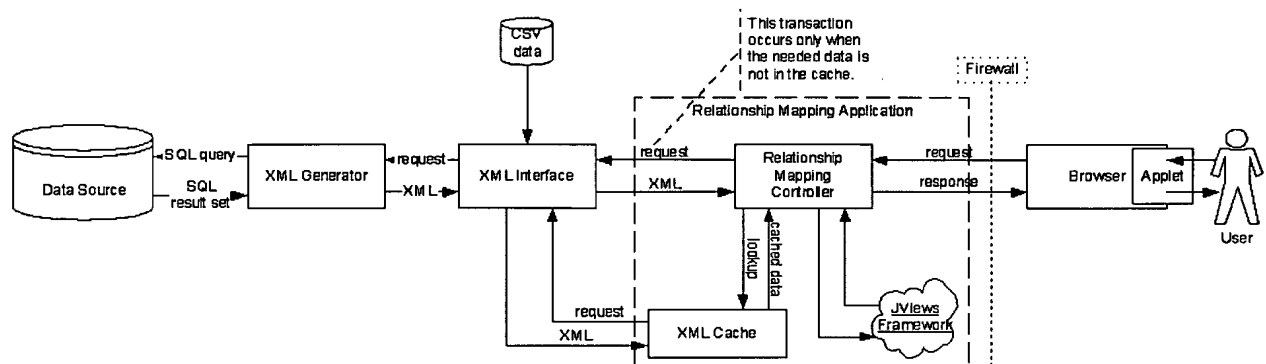 This transaction
occurs only when
the needed data is
not in the cache.
CSV
data
Firewall
Relationship Mapping Application
Data Source
SQL query
SQL
result set
XML Generator
request
XML
XML Interface
request
XML
Relationship
Mapping
Controller
request
response
Browser
Applet
User
lookup
cached data
request
XML
XML Cache
JViews
Framework